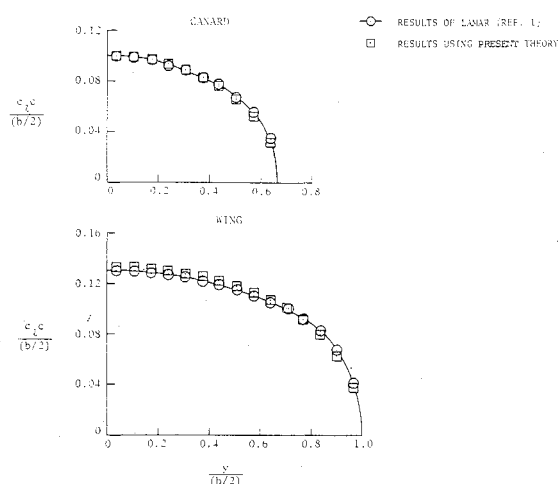 CANARD
RESULTS OF LAMAR (REF. 1)
RESULTS USING PRESENT THEORY
0.12
0.08
0.04
0
c_l c
(b/2)
0 0.2 0.4 0.6 0.8
WING
0.16
0.12
0.08
0.04
0
c_l c
(b/2)
0 0.2 0.4 0.6 0.8 1.0
y
(b/2)